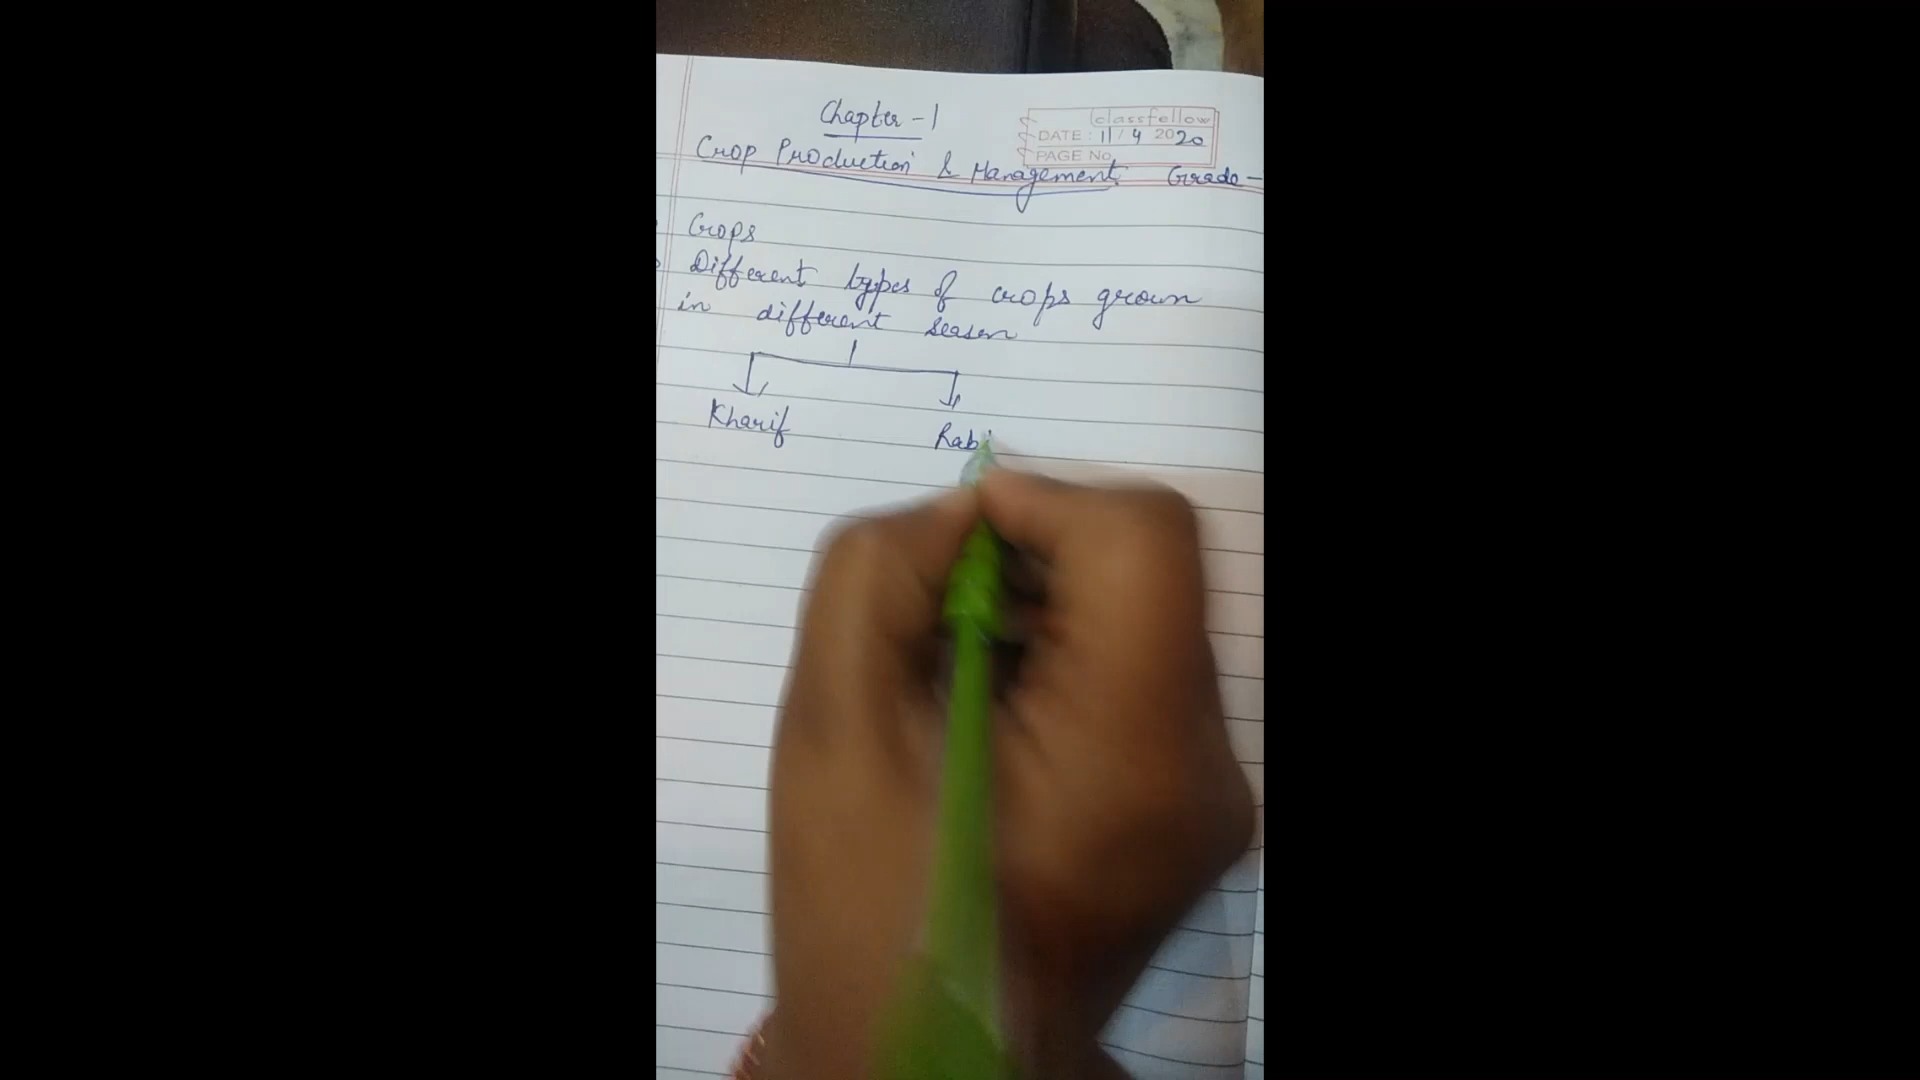 Chapter-1
classfellow
DATE: 11/4 2020
PAGE No.
Crop Production & Management Grade-
Crops
Different types of crops grown
in different season
Kharif Rabi